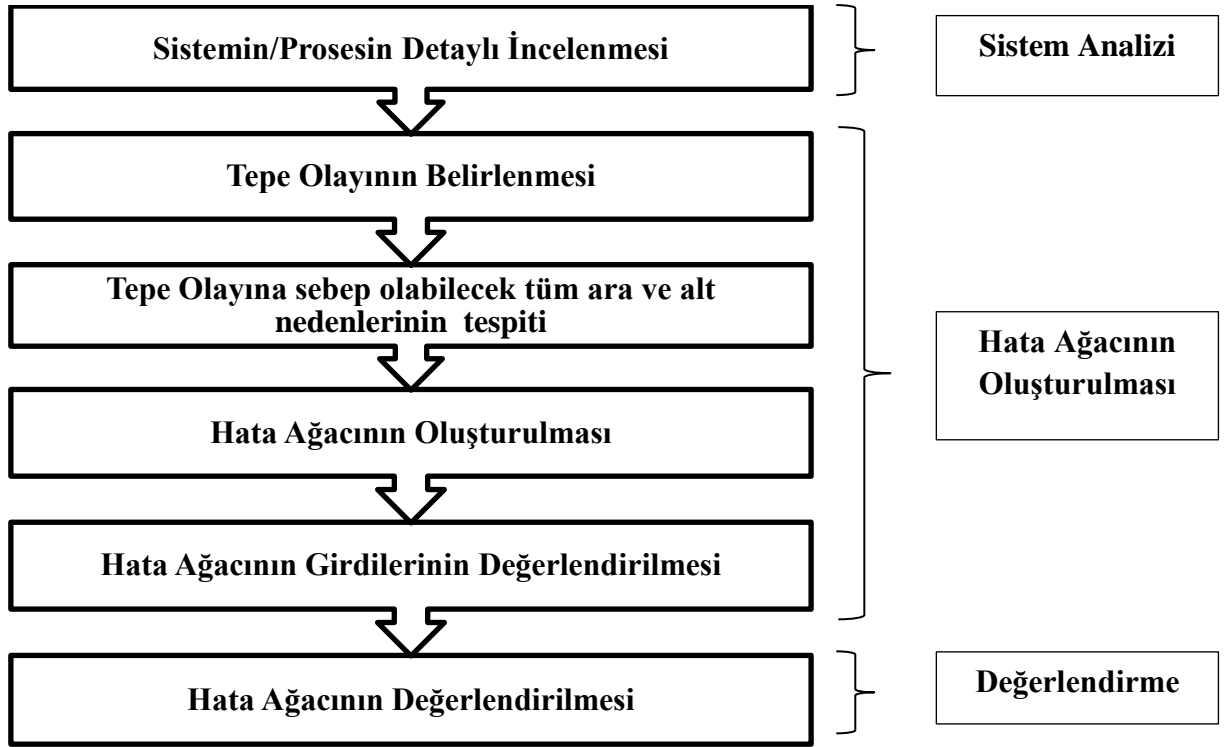 Sistemin/Prosesin Detaylı İncelenmesi
Sistem Analizi
Tepe Olayının Belirlenmesi
Tepe Olayına sebep olabilecek tüm ara ve alt
nedenlerinin tespiti
Hata Ağacının
Oluşturulması
Hata Ağacının Oluşturulması
Hata Ağacının Girdilerinin Değerlendirilmesi
Hata Ağacının Değerlendirilmesi
Değerlendirme